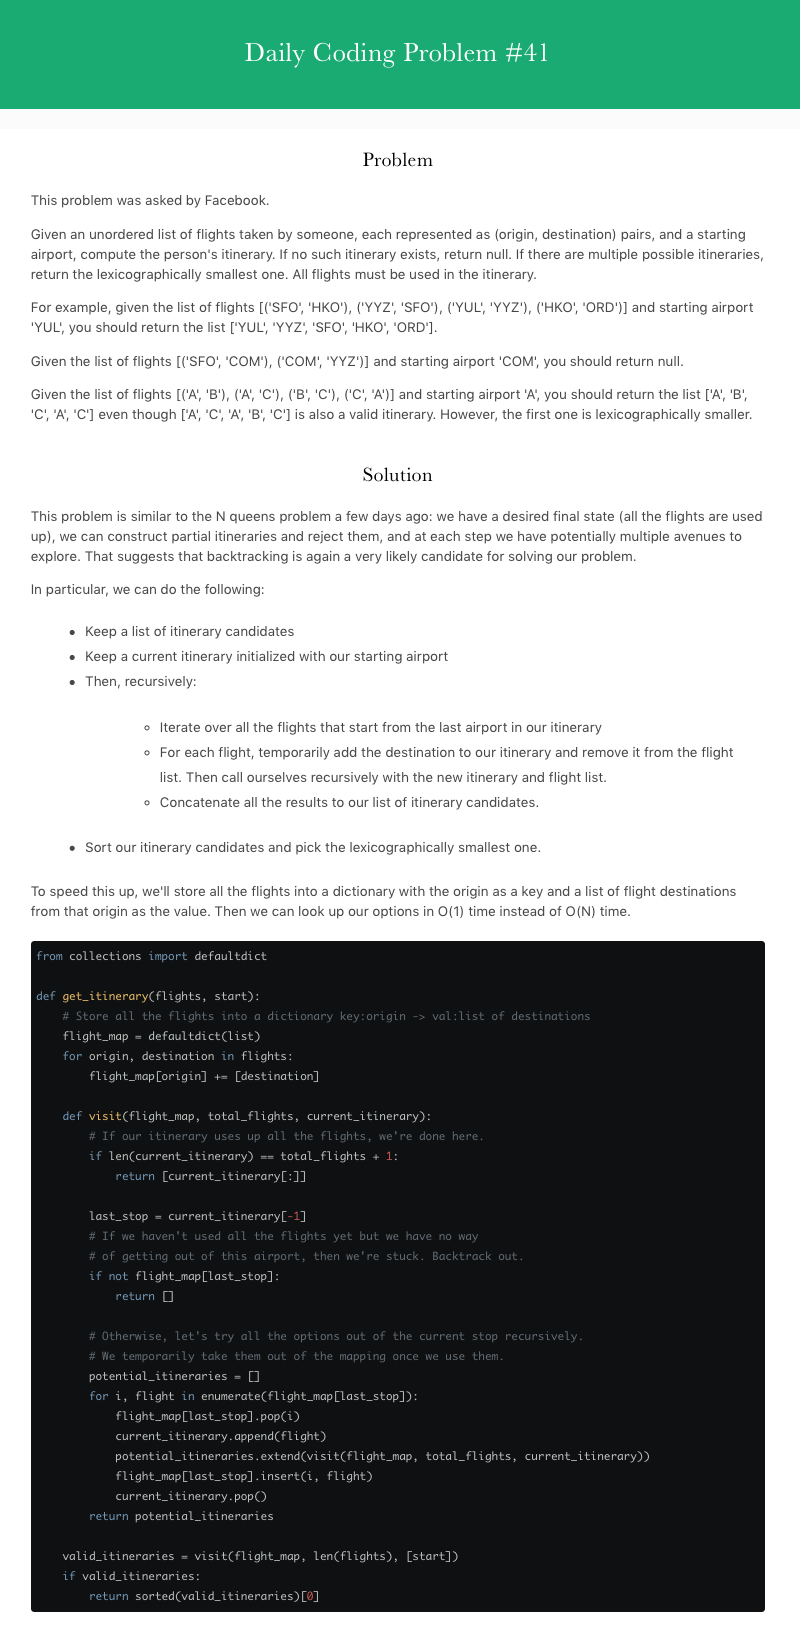 Daily Coding Problem #41
Problem
This problem was asked by Facebook.
Given an unordered list of flights taken by someone, each represented as (origin, destination) pairs, and a starting
airport, compute the person's itinerary. If no such itinerary exists, return null. If there are multiple possible itineraries,
return the lexicographically smallest one. All flights must be used in the itinerary.
For example, given the list of flights [('SFO', 'HKO'), ('YYZ', 'SFO'), ('YUL', 'YYZ'), ('HKO', 'ORD')] and starting airport
'YUL', you should return the list ['YUL', 'YYZ', 'SFO', 'HKO', 'ORD'].
Given the list of flights [('SFO', 'COM'), ('COM', 'YYZ')] and starting airport 'COM', you should return null.
Given the list of flights [('A', 'B'), ('A', 'C'), ('B', 'C'), ('C', 'A')] and starting airport 'A', you should return the list ['A', 'B',
'C', 'A', 'C'] even though ['A', 'C', 'A', 'B', 'C'] is also a valid itinerary. However, the first one is lexicographically smaller.
Solution
This problem is similar to the N queens problem a few days ago: we have a desired final state (all the flights are used
up), we can construct partial itineraries and reject them, and at each step we have potentially multiple avenues to
explore. That suggests that backtracking is again a very likely candidate for solving our problem.
In particular, we can do the following:
• Keep a list of itinerary candidates
• Keep a current itinerary initialized with our starting airport
• Then, recursively:
◦ Iterate over all the flights that start from the last airport in our itinerary
◦ For each flight, temporarily add the destination to our itinerary and remove it from the flight
list. Then call ourselves recursively with the new itinerary and flight list.
◦ Concatenate all the results to our list of itinerary candidates.
• Sort our itinerary candidates and pick the lexicographically smallest one.
To speed this up, we'll store all the flights into a dictionary with the origin as a key and a list of flight destinations
from that origin as the value. Then we can look up our options in O(1) time instead of O(N) time.
from collections import defaultdict
def get_itinerary(flights, start):
    # Store all the flights into a dictionary key:origin -> val:list of destinations
    flight_map = defaultdict(list)
    for origin, destination in flights:
        flight_map[origin] += [destination]
    def visit(flight_map, total_flights, current_itinerary):
        # If our itinerary uses up all the flights, we're done here.
        if len(current_itinerary) == total_flights + 1:
            return [current_itinerary[:]]
        last_stop = current_itinerary[-1]
        # If we haven't used all the flights yet but we have no way
        # of getting out of this airport, then we're stuck. Backtrack out.
        if not flight_map[last_stop]:
            return []
        # Otherwise, let's try all the options out of the current stop recursively.
        # We temporarily take them out of the mapping once we use them.
        potential_itineraries = []
        for i, flight in enumerate(flight_map[last_stop]):
            flight_map[last_stop].pop(i)
            current_itinerary.append(flight)
            potential_itineraries.extend(visit(flight_map, total_flights, current_itinerary))
            flight_map[last_stop].insert(i, flight)
            current_itinerary.pop()
        return potential_itineraries
    valid_itineraries = visit(flight_map, len(flights), [start])
    if valid_itineraries:
        return sorted(valid_itineraries)[0]